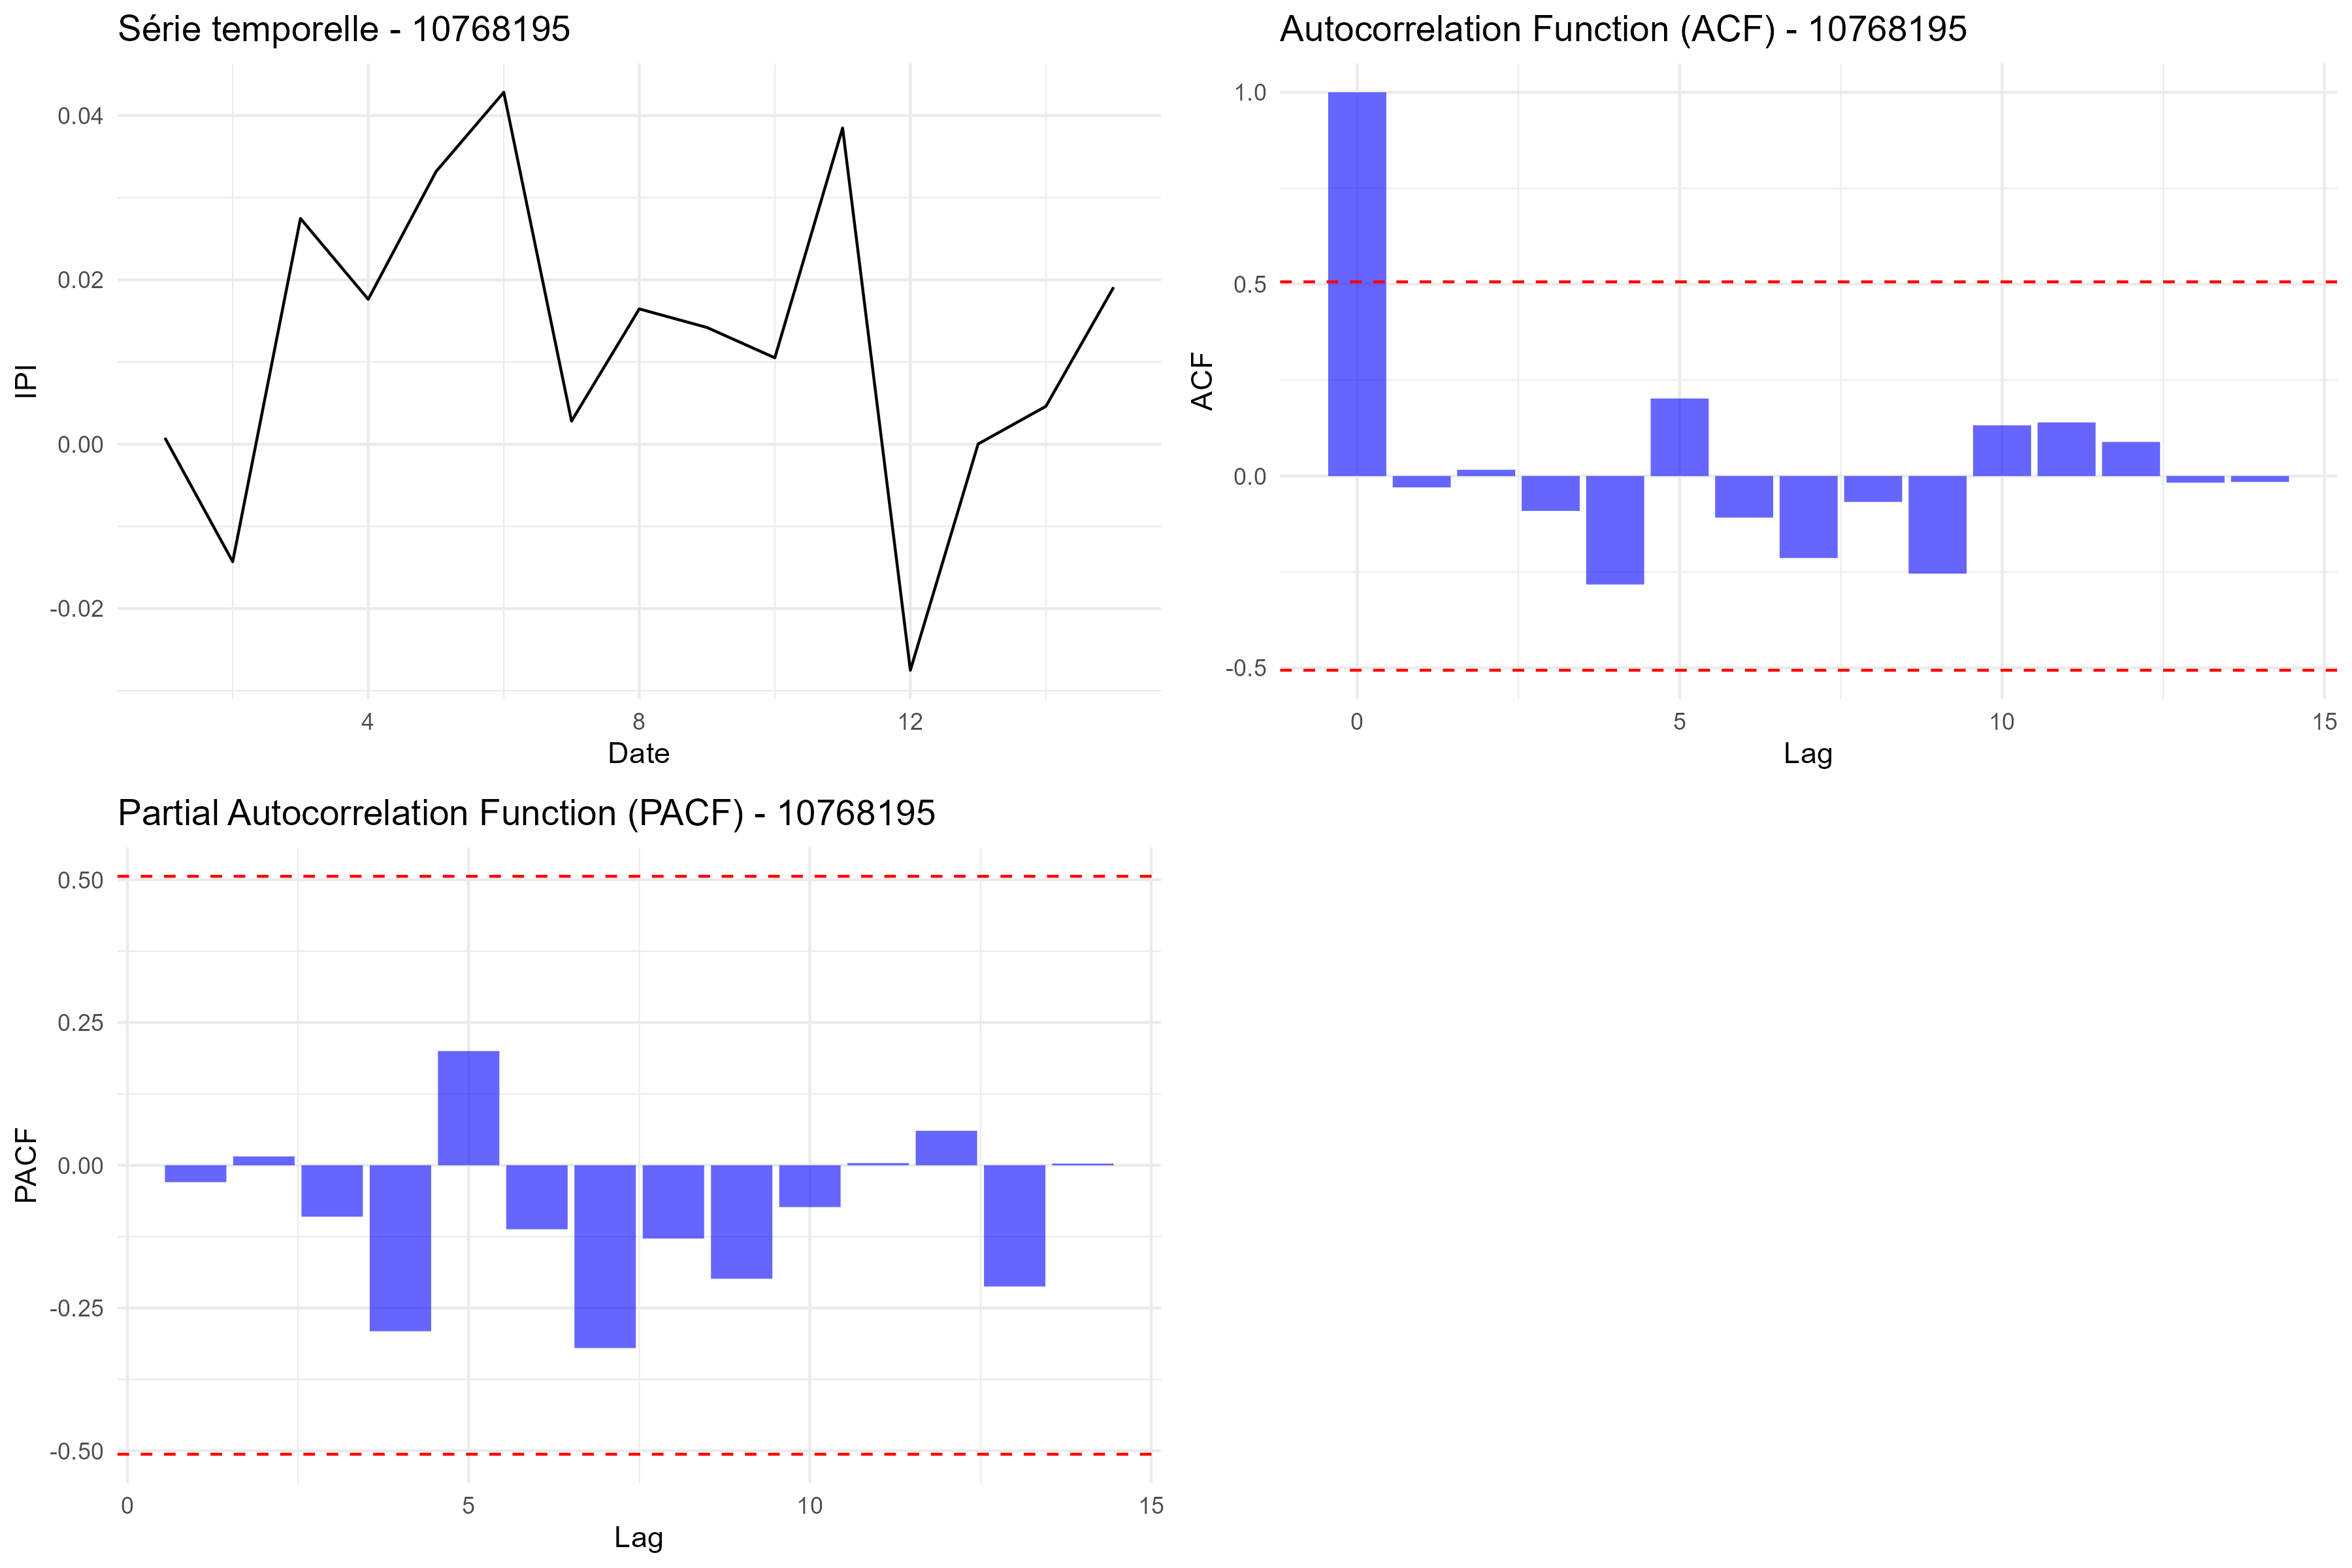 Série temporelle - 10768195
IPI
0.04
0.02
0.00
-0.02
4
8
12
Date
Autocorrelation Function (ACF) - 10768195
ACF
1.0
0.5
0.0
-0.5
0
5
10
15
Lag
Partial Autocorrelation Function (PACF) - 10768195
PACF
0.50
0.25
0.00
-0.25
-0.50
0
5
10
15
Lag